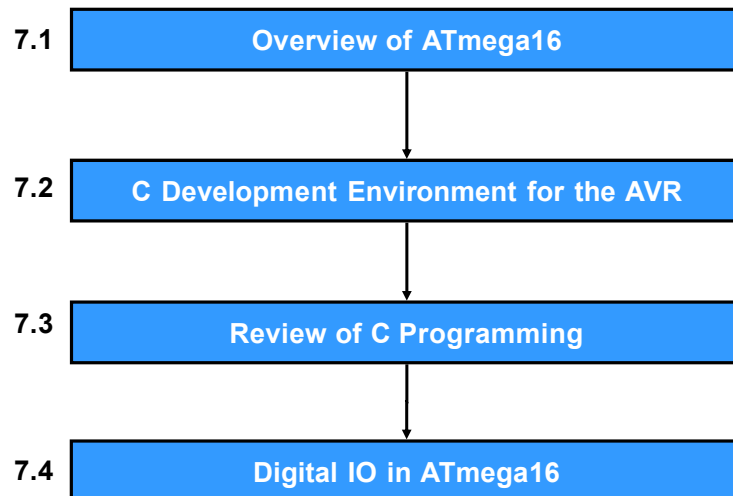 7.1 Overview of ATmega16
7.2 C Development Environment for the AVR
7.3 Review of C Programming
7.4 Digital IO in ATmega16